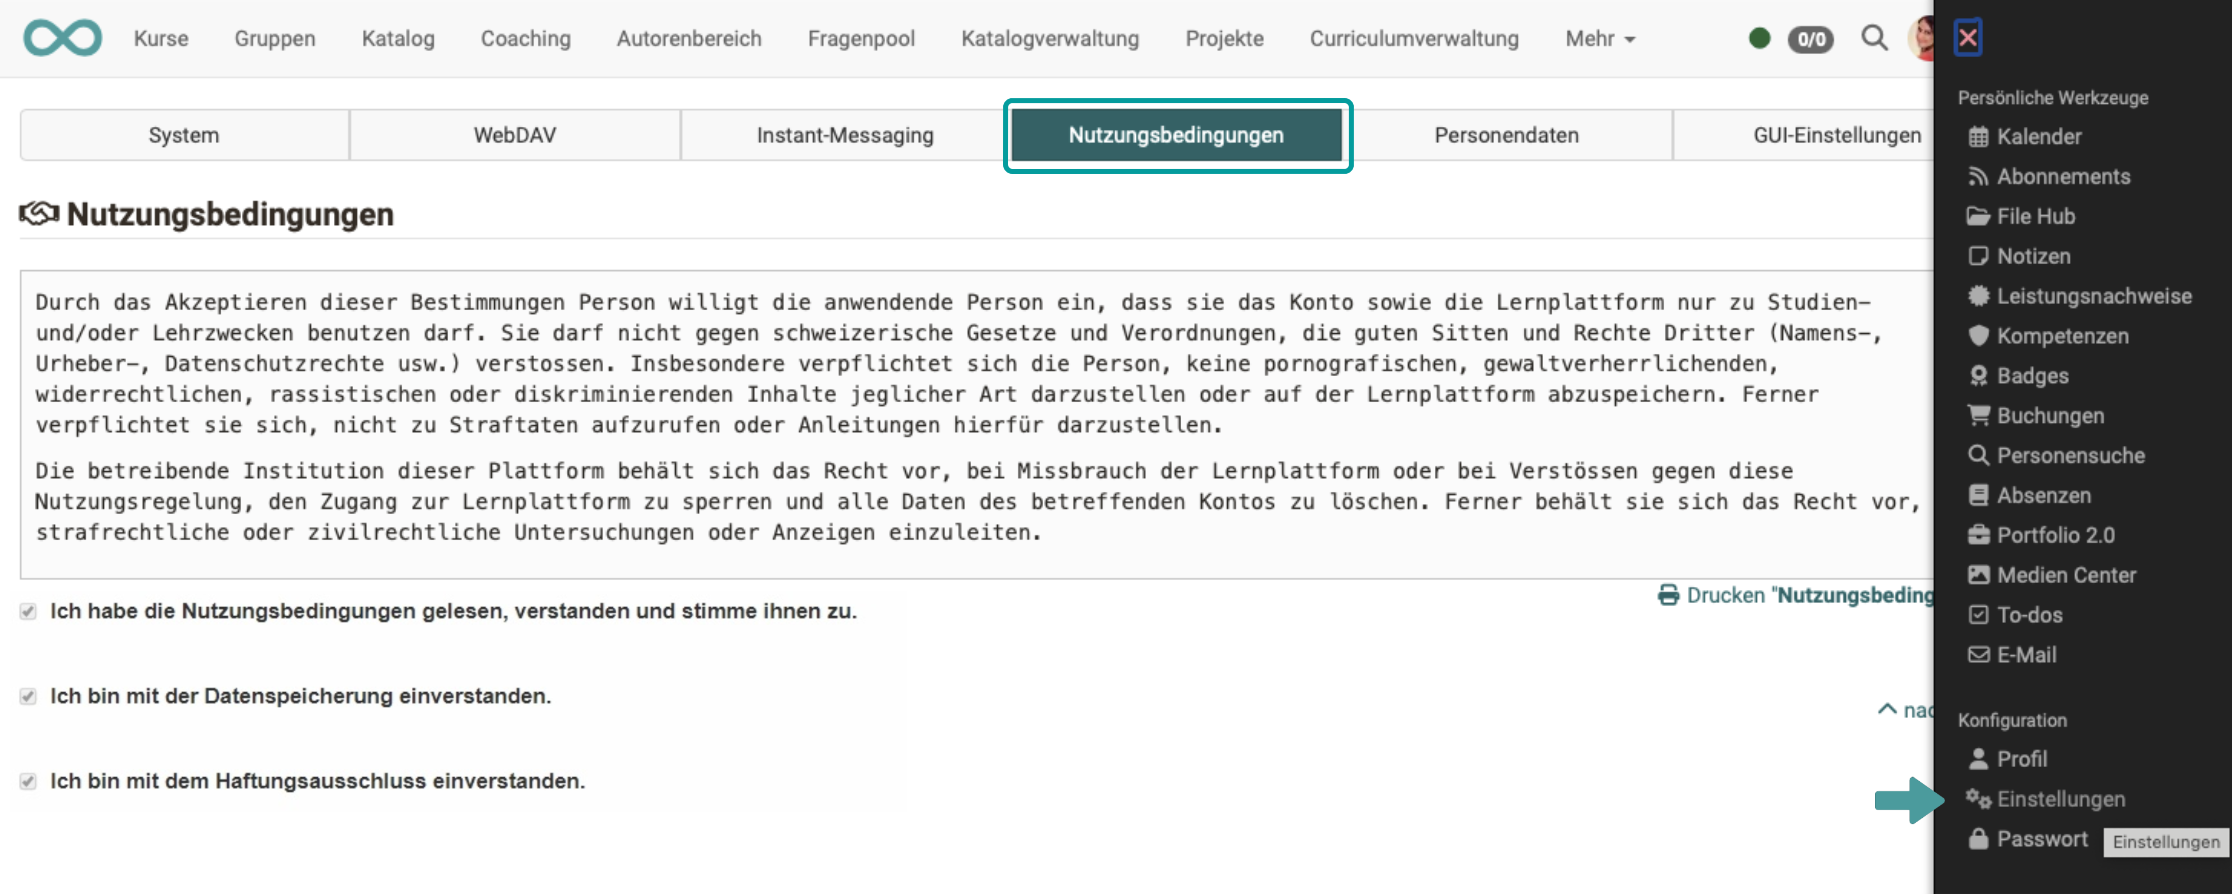 Kurse Gruppen Katalog Coaching Autorenbereich Fragenpool Katalogverwaltung Projekte Curriculumverwaltung Mehr 0/0
System WebDAV Instant-Messaging Nutzungsbedingungen Personendaten GUI-Einstellungen
Nutzungsbedingungen
Durch das Akzeptieren dieser Bestimmungen Person willigt die anwendende Person ein, dass sie das Konto sowie die Lernplattform nur zu Studien-
und/oder Lehrzwecken benutzen darf. Sie darf nicht gegen schweizerische Gesetze und Verordnungen, die guten Sitten und Rechte Dritter (Namens-,
Urheber-, Datenschutzrechte usw.) verstossen. Insbesondere verpflichtet sich die Person, keine pornografischen, gewaltverherrlichenden,
widerrechtlichen, rassistischen oder diskriminierenden Inhalte jeglicher Art darzustellen oder auf der Lernplattform abzuspeichern. Ferner
verpflichtet sie sich, nicht zu Straftaten aufzurufen oder Anleitungen hierfür darzustellen.
Die betreibende Institution dieser Plattform behält sich das Recht vor, bei Missbrauch der Lernplattform oder bei Verstössen gegen diese
Nutzungsregelung, den Zugang zur Lernplattform zu sperren und alle Daten des betreffenden Kontos zu löschen. Ferner behält sie sich das Recht vor,
strafrechtliche oder zivilrechtliche Untersuchungen oder Anzeigen einzuleiten.
Drucken "Nutzungsbeding
Ich habe die Nutzungsbedingungen gelesen, verstanden und stimme ihnen zu.
Ich bin mit der Datenspeicherung einverstanden.
nac
Ich bin mit dem Haftungsausschluss einverstanden.
Persönliche Werkzeuge
Kalender
Abonnements
File Hub
Notizen
Leistungsnachweise
Kompetenzen
Badges
Buchungen
Personensuche
Absenzen
Portfolio 2.0
Medien Center
To-dos
E-Mail
Konfiguration
Profil
Einstellungen
Passwort
Einstellungen